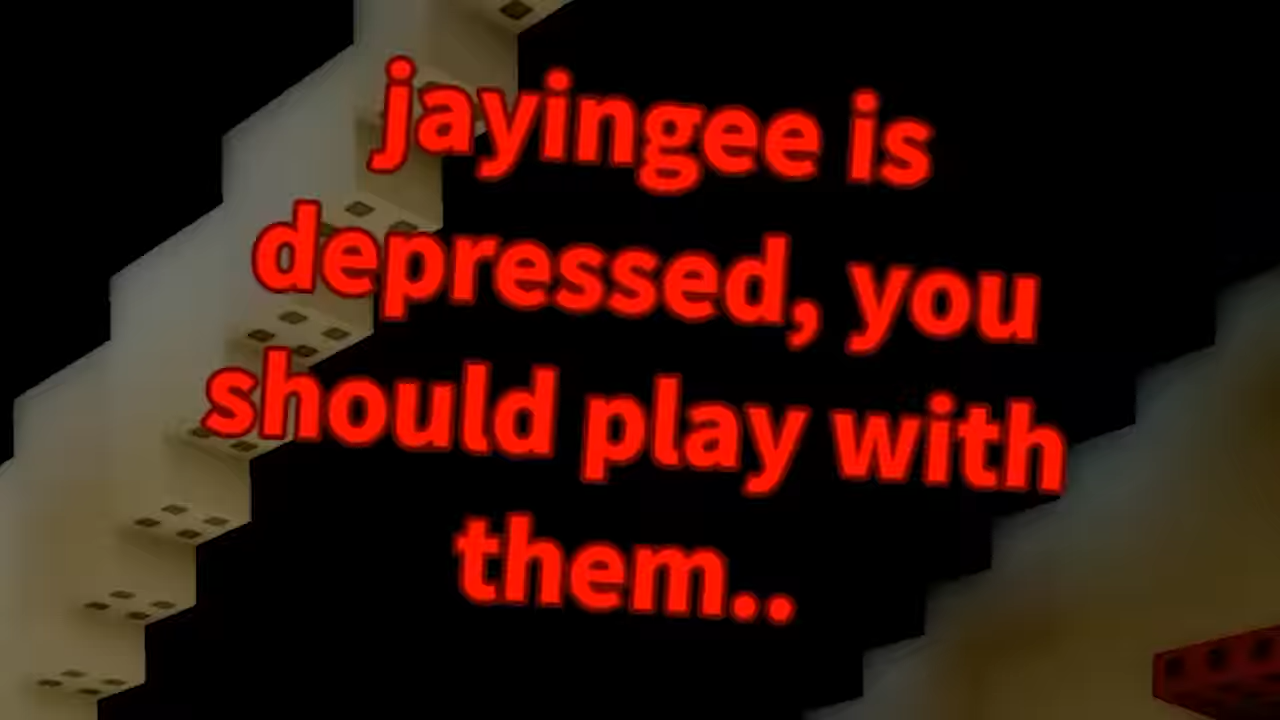 jayingee is
depressed, you
should play with
them..